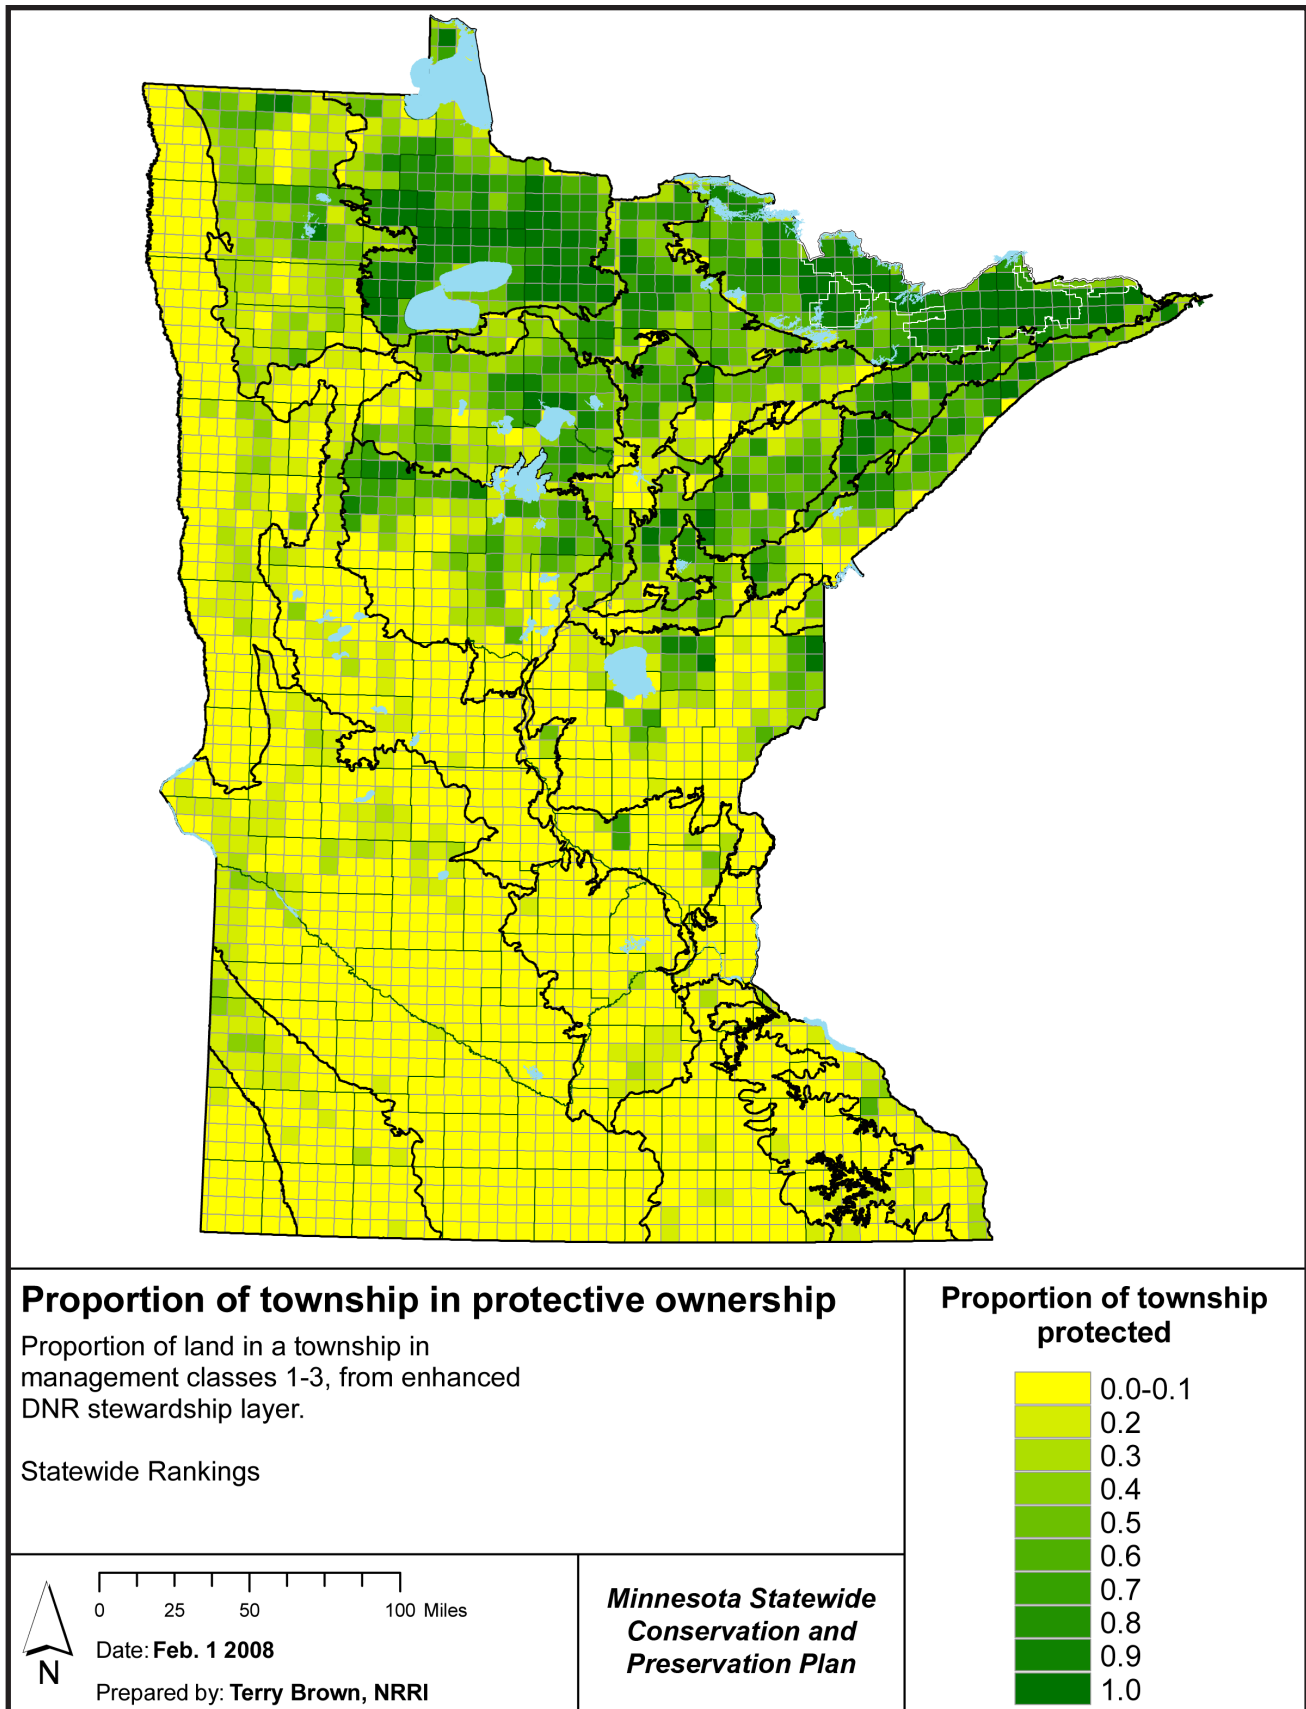 Proportion of township in protective ownership
Proportion of land in a township in
management classes 1-3, from enhanced
DNR stewardship layer.
Statewide Rankings
Proportion of township
protected
0.0-0.1
0.2
0.3
0.4
0.5
0.6
0.7
0.8
0.9
1.0
N
0 25 50 100 Miles
Date: Feb. 1 2008
Prepared by: Terry Brown, NRRI
Minnesota Statewide
Conservation and
Preservation Plan